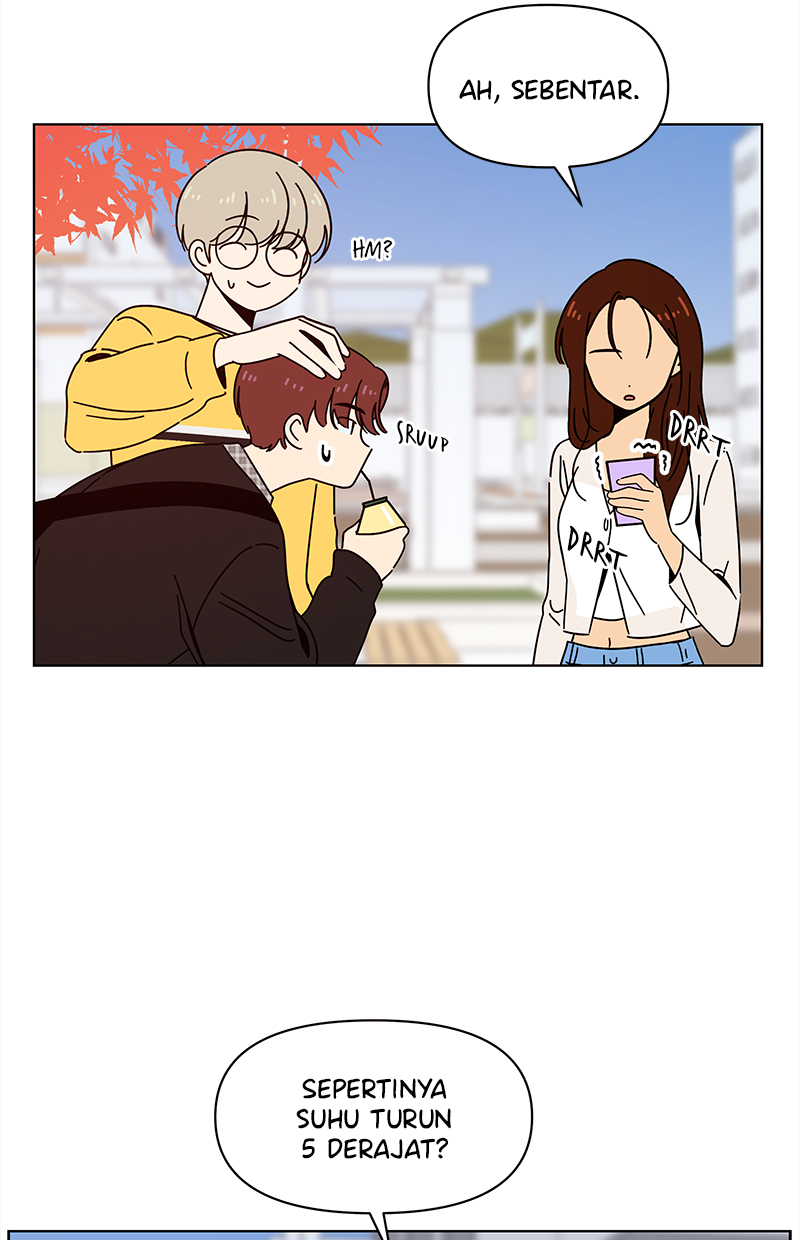 AH, SEBENTAR.
HM?
SRUUP
DRRT
DRRT
SEPERTINYA
SUHU TURUN
5 DERAJAT?